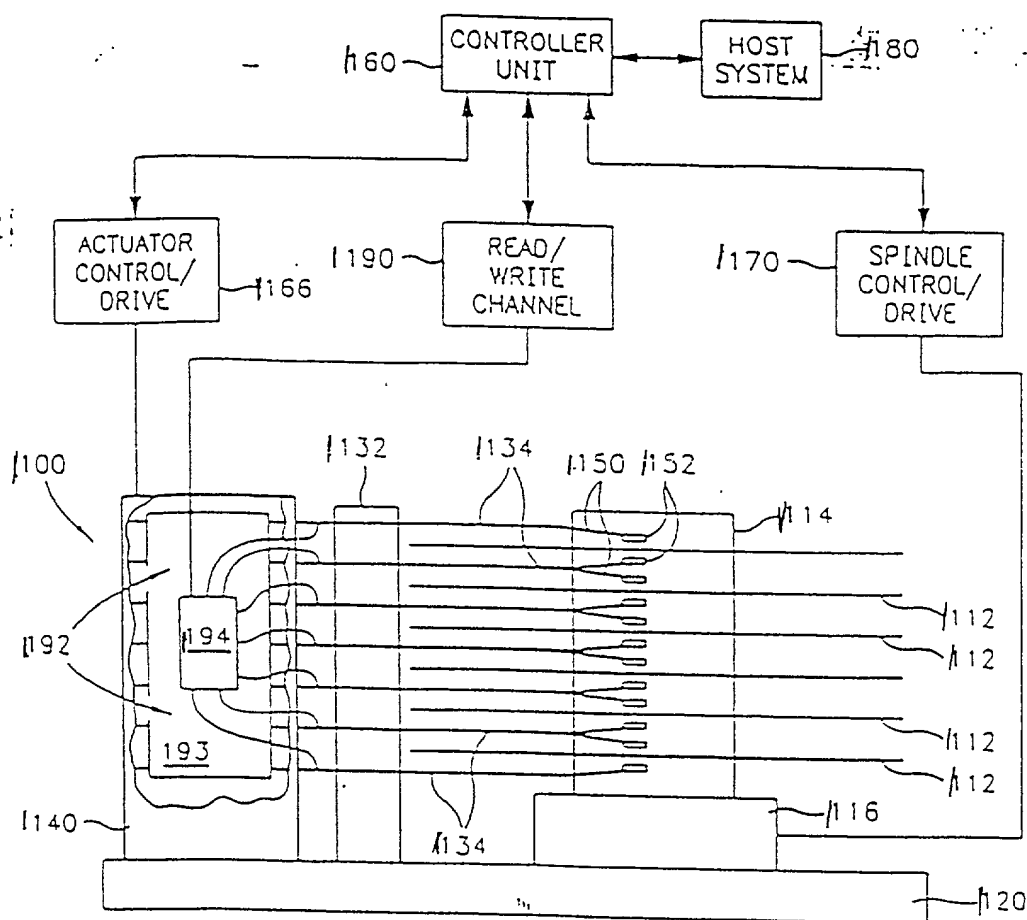 CONTROLLER
UNIT
160
HOST
SYSTEM
180
ACTUATOR
CONTROL/
DRIVE
166
190
READ/
WRITE
CHANNEL
170
SPINDLE
CONTROL/
DRIVE
100
132
134
150
152
114
192
194
193
112
112
112
112
140
134
116
120